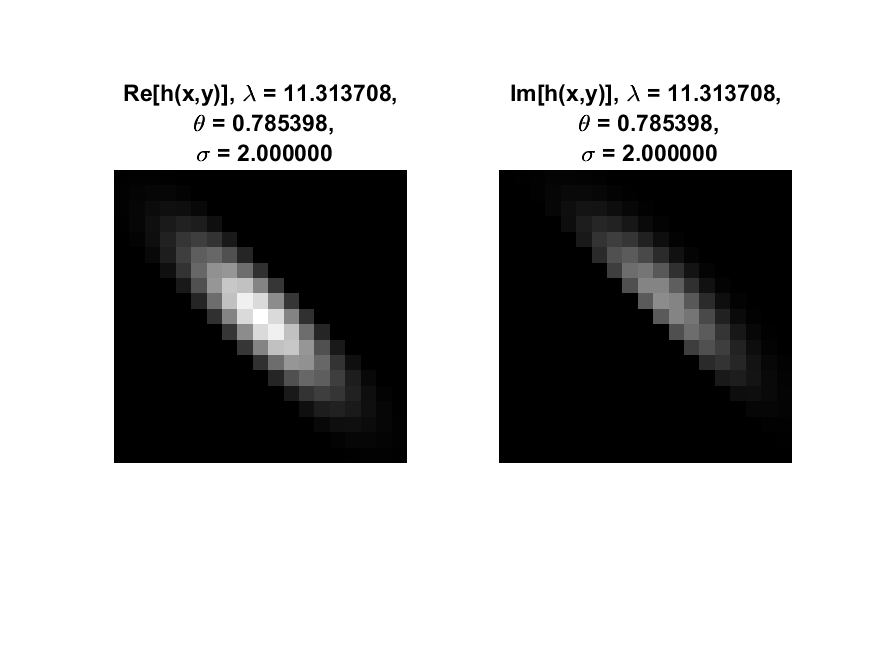 Re[h(x,y)], λ = 11.313708,
θ = 0.785398,
σ = 2.000000
Im[h(x,y)], λ = 11.313708,
θ = 0.785398,
σ = 2.000000